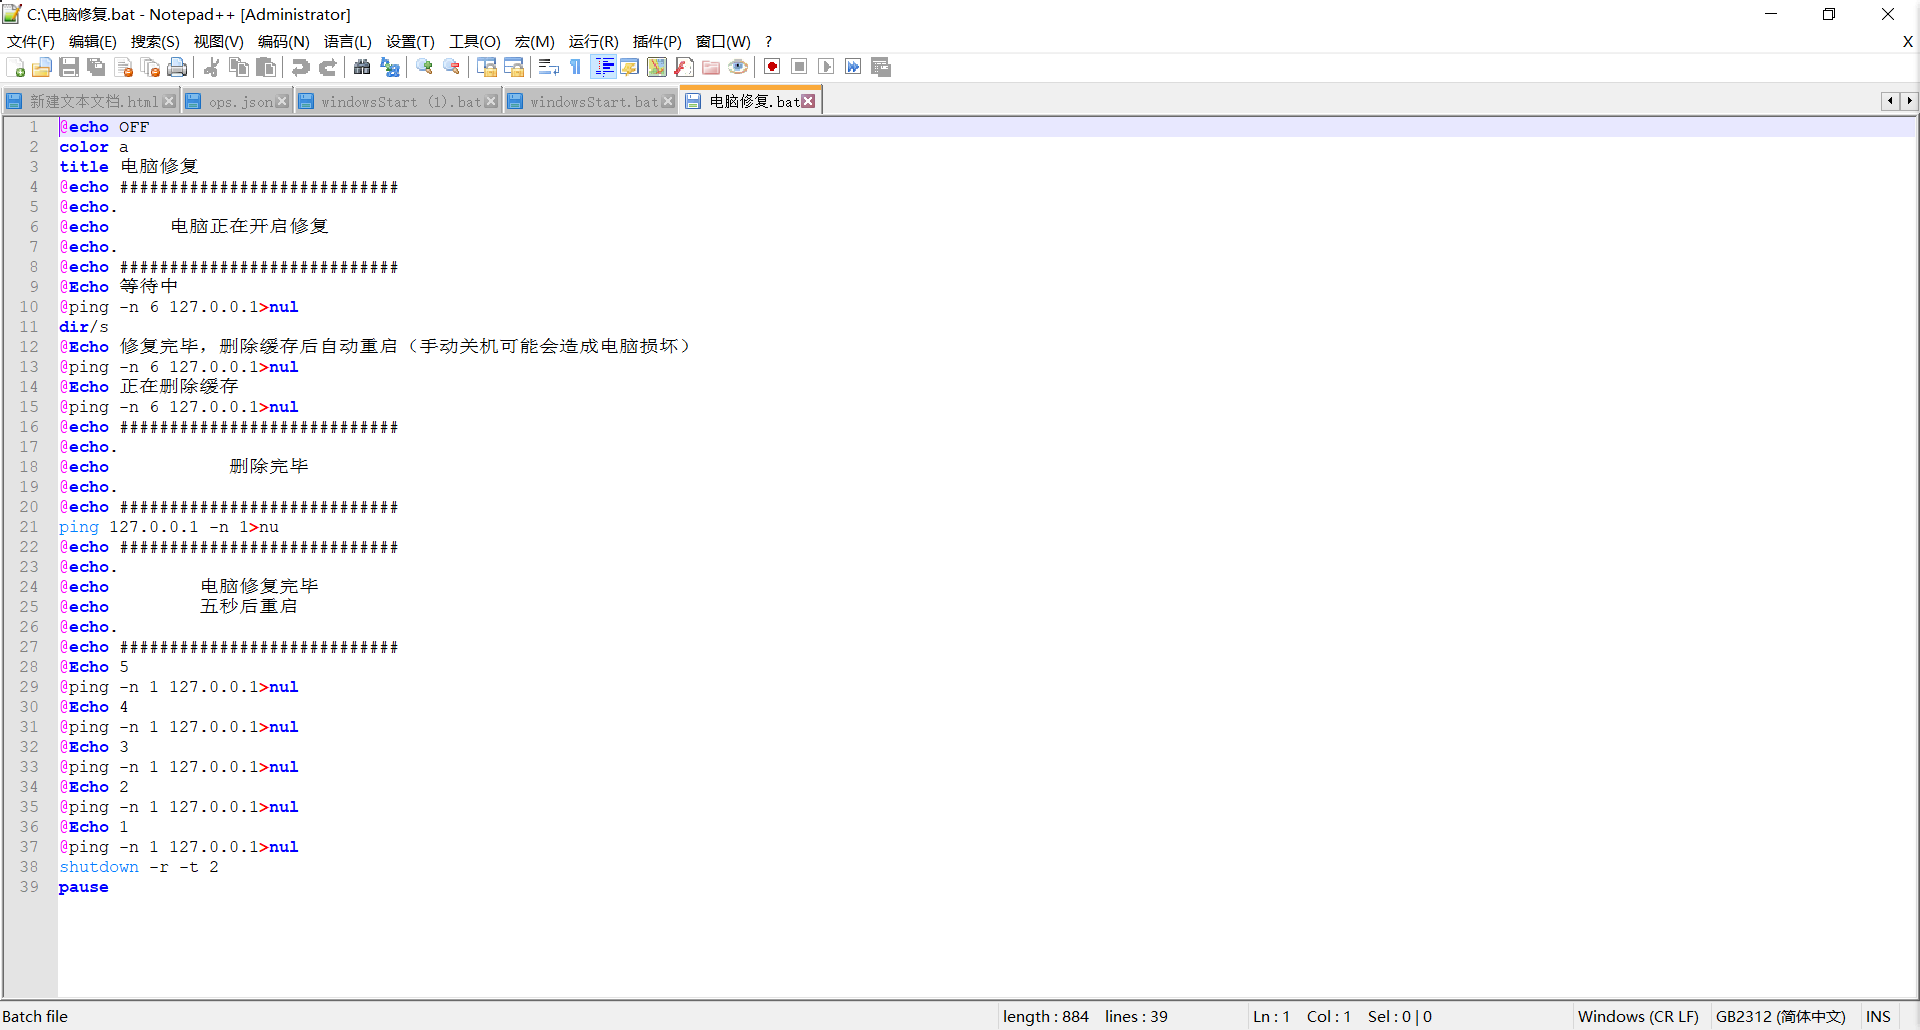 C:\电脑修复.bat - Notepad++ [Administrator]
文件(F) 编辑(E) 搜索(S) 视图(V) 编码(N) 语言(L) 设置(T) 工具(O) 宏(M) 运行(R) 插件(P) 窗口(W) ? X
新建文本文档.html ops.json windowsStart (1).bat windowsStart.bat 电脑修复.bat
1 @echo OFF
2 color a
3 title 电脑修复
4 @echo ############################
5 @echo.
6 @echo      电脑正在开启修复
7 @echo.
8 @echo ############################
9 @Echo 等待中
10 @ping -n 6 127.0.0.1>nul
11 dir/s
12 @Echo 修复完毕，删除缓存后自动重启（手动关机可能会造成电脑损坏）
13 @ping -n 6 127.0.0.1>nul
14 @Echo 正在删除缓存
15 @ping -n 6 127.0.0.1>nul
16 @echo ############################
17 @echo.
18 @echo            删除完毕
19 @echo.
20 @echo ############################
21 ping 127.0.0.1 -n 1>nu
22 @echo ############################
23 @echo.
24 @echo         电脑修复完毕
25 @echo         五秒后重启
26 @echo.
27 @echo ############################
28 @Echo 5
29 @ping -n 1 127.0.0.1>nul
30 @Echo 4
31 @ping -n 1 127.0.0.1>nul
32 @Echo 3
33 @ping -n 1 127.0.0.1>nul
34 @Echo 2
35 @ping -n 1 127.0.0.1>nul
36 @Echo 1
37 @ping -n 1 127.0.0.1>nul
38 shutdown -r -t 2
39 pause
Batch file length : 884 lines : 39 Ln : 1 Col : 1 Sel : 0 | 0 Windows (CR LF) GB2312 (简体中文) INS